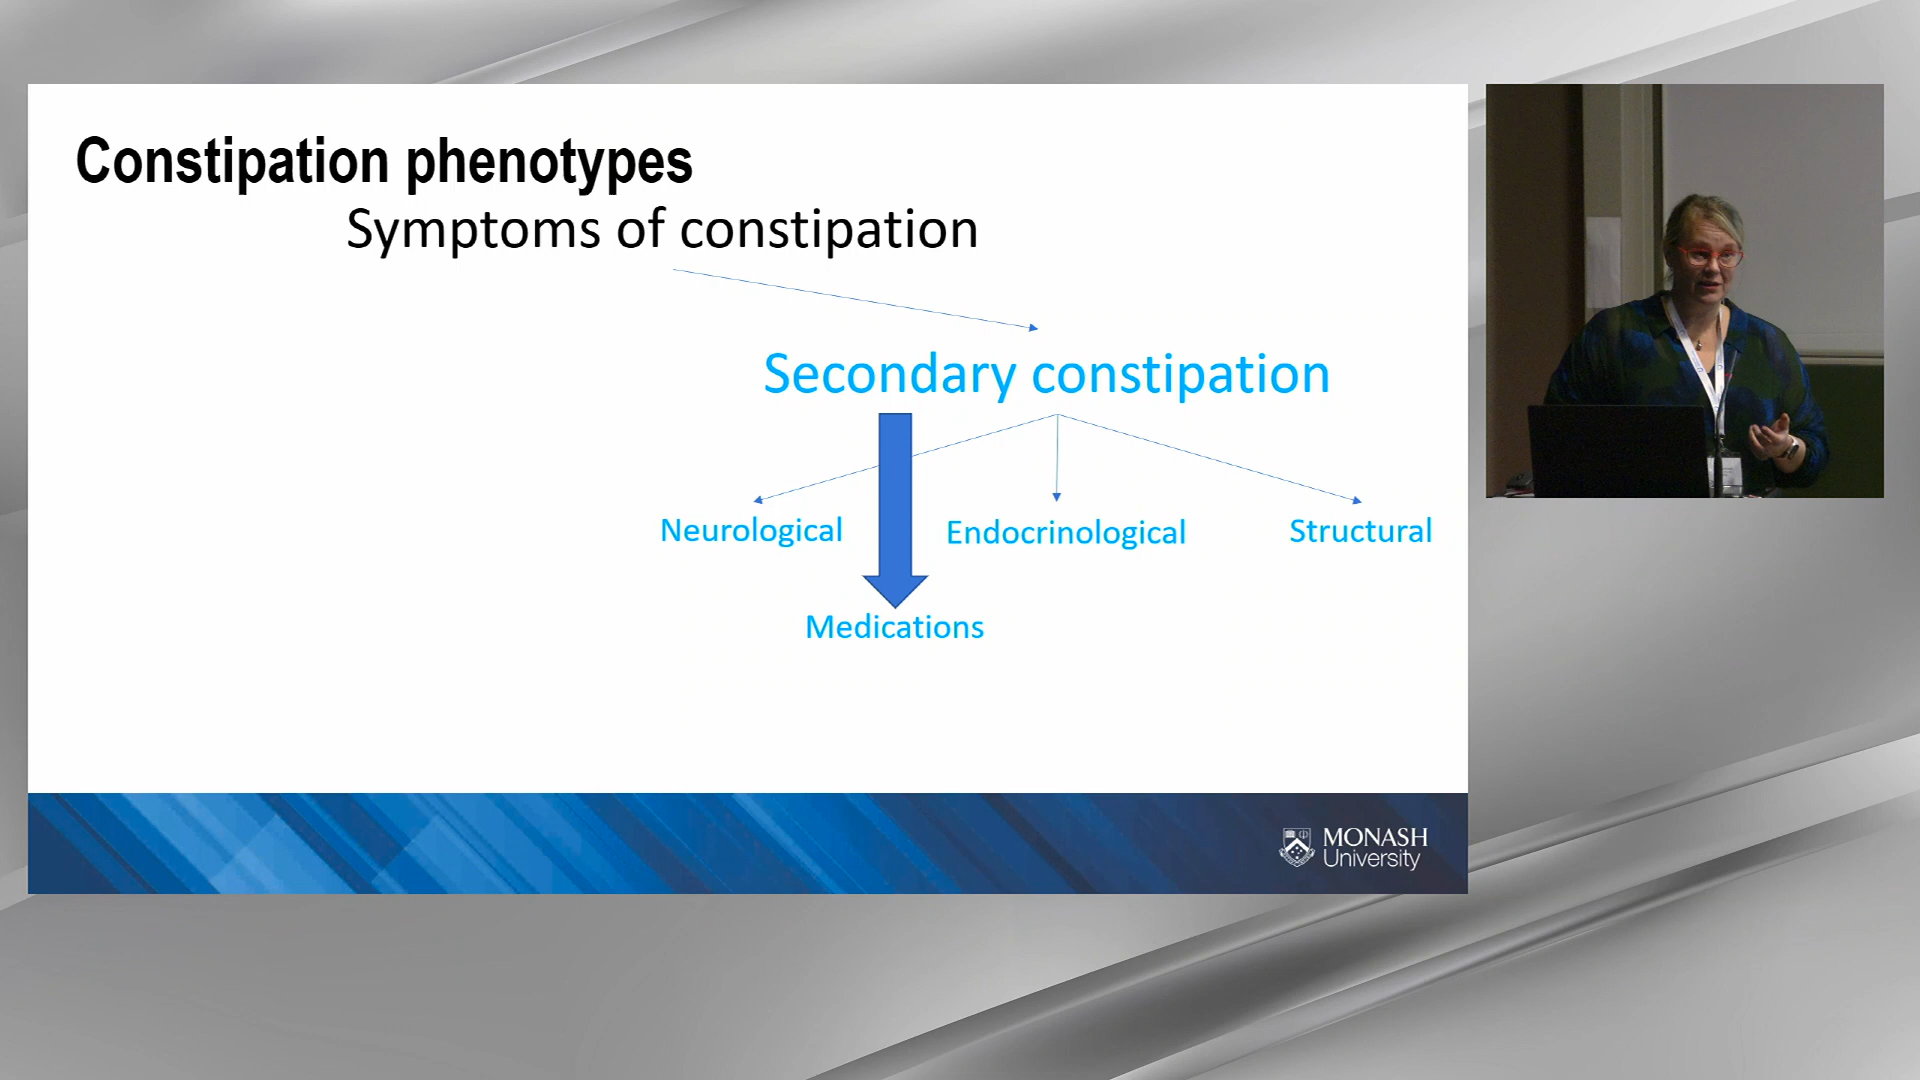 Constipation phenotypes
Symptoms of constipation
Secondary constipation
Neurological
Endocrinological
Structural
Medications
MONASH
University